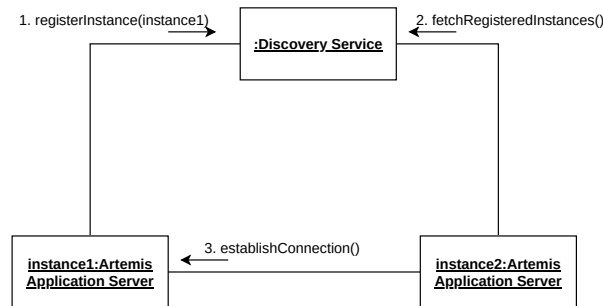 1. registerInstance(instance1)
2. fetchRegisteredInstances()
:Discovery Service
3. establishConnection()
instance1:Artemis
Application Server
instance2:Artemis
Application Server